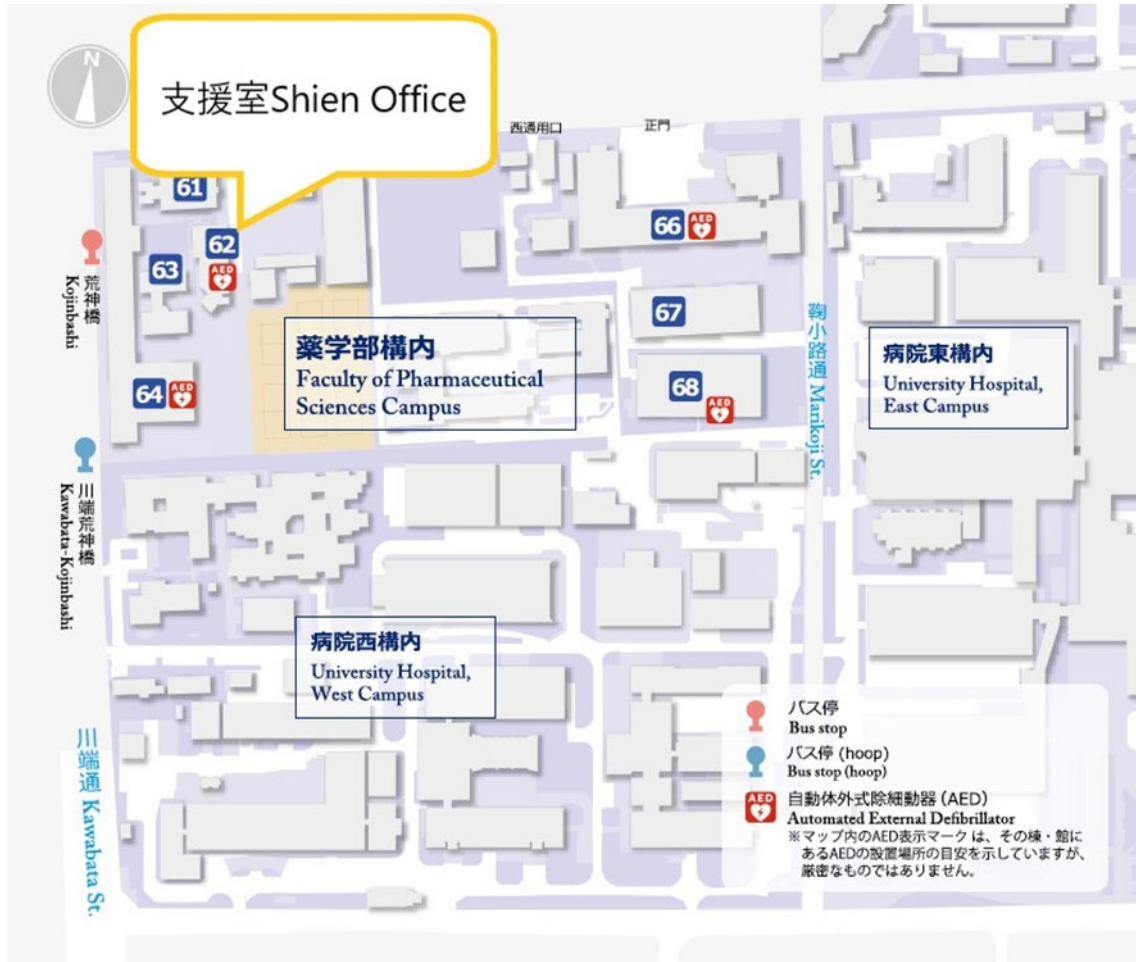 N
支援室Shien Office
西通用口
正門
61
62
AED
63
66
AED
67
68
AED
64
AED
荒神橋
Kojinbashi
川端荒神橋
Kawabata-Kojinbashi
薬学部構内
Faculty of Pharmaceutical
Sciences Campus
鞠小路通 Marikoji St.
病院東構内
University Hospital,
East Campus
病院西構内
University Hospital,
West Campus
川端通 Kawabata St.
バス停
Bus stop
バス停 (hoop)
Bus stop (hoop)
AED
自動体外式除細動器 (AED)
Automated External Defibrillator
※マップ内のAED表示マークは、その棟・館に
あるAEDの設置場所の目安を示していますが、
厳密なものではありません。